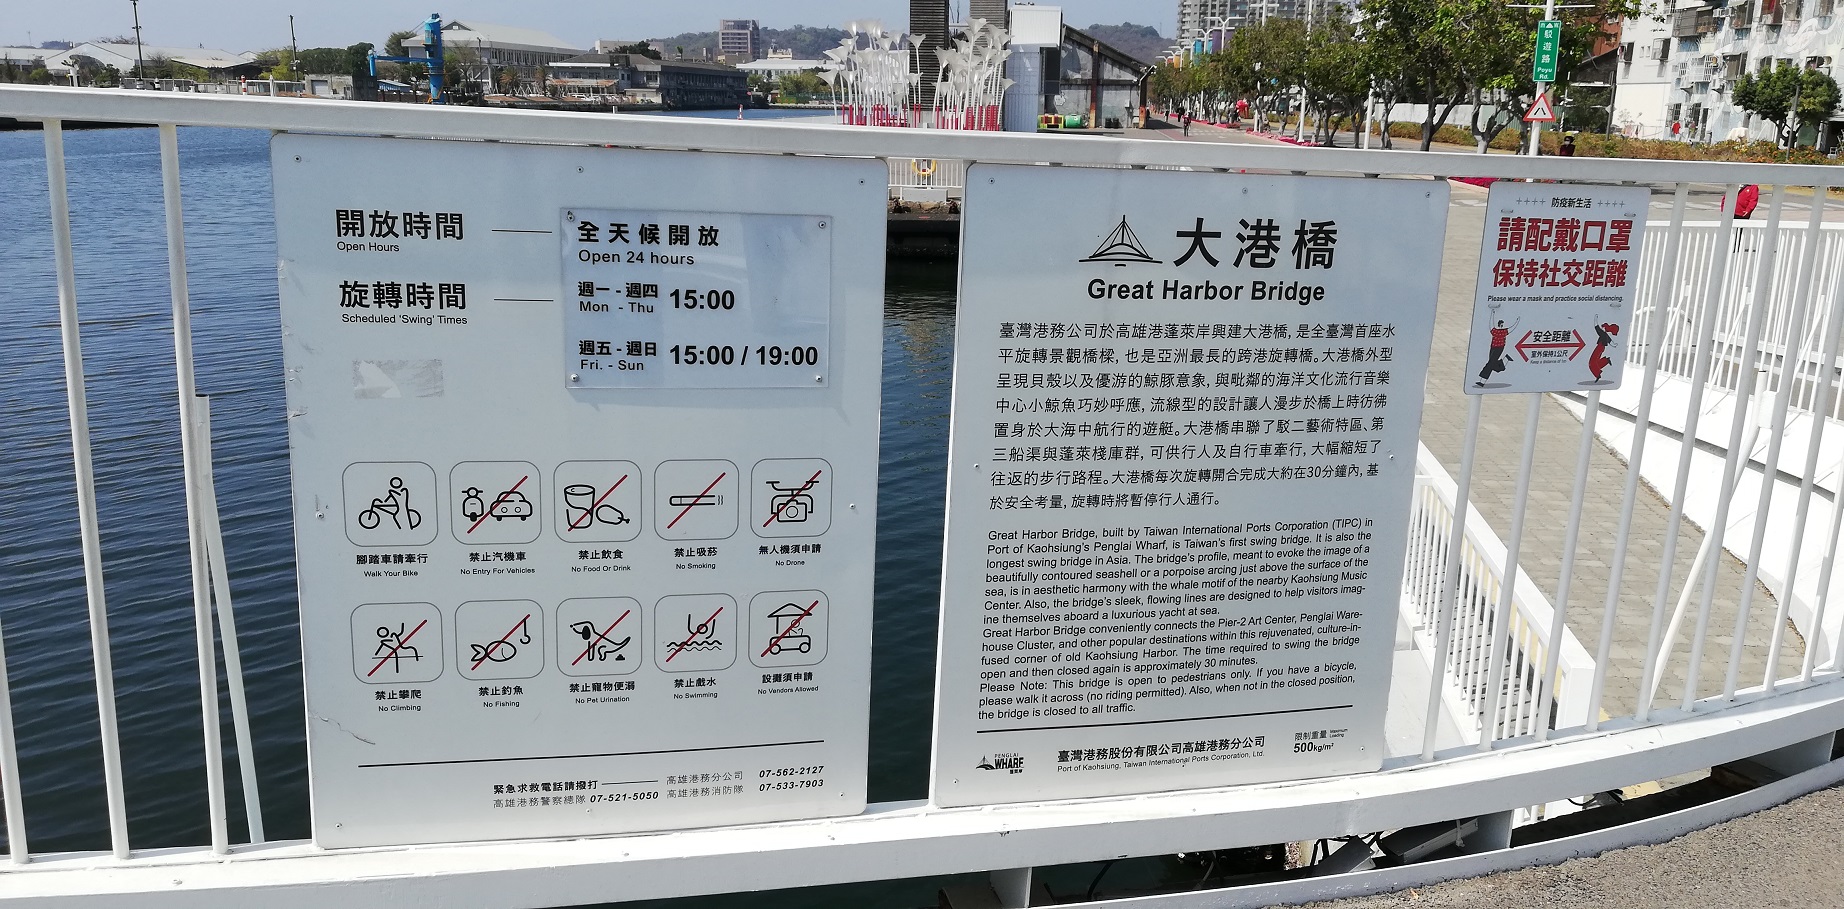 開放時間
Open Hours
全天候開放
Open 24 hours
旋轉時間
Scheduled 'Swing' Times
週一 - 週四 15:00
Mon - Thu
週五 - 週日 15:00 / 19:00
Fri. - Sun
腳踏車請牽行
Walk Your Bike
禁止汽機車
No Entry For Vehicles
禁止飲食
No Food Or Drink
禁止吸菸
No Smoking
無人機須申請
No Drone
禁止攀爬
No Climbing
禁止釣魚
No Fishing
禁止寵物便溺
No Pet Urination
禁止戲水
No Swimming
設攤須申請
No Vendors Allowed
緊急求救電話請撥打 高雄港務分公司 07-562-2127
高雄港務警察總隊 07-521-5050 高雄港務消防隊 07-533-7903
大港橋
Great Harbor Bridge
臺灣港務公司於高雄港蓬萊岸興建大港橋, 是全臺灣首座水
平旋轉景觀橋樑, 也是亞洲最長的跨港旋轉橋。大港橋外型
呈現貝殼以及優游的鯨豚意象, 與毗鄰的海洋文化流行音樂
中心小鯨魚巧妙呼應, 流線型的設計讓人漫步於橋上時彷彿
置身於大海中航行的遊艇。大港橋串聯了駁二藝術特區、第
三船渠與蓬萊棧庫群, 可供行人及自行車牽行, 大幅縮短了
往返的步行路程。大港橋每次旋轉開合完成大約在30分鐘內, 基
於安全考量, 旋轉時將暫停行人通行。
Great Harbor Bridge, built by Taiwan International Ports Corporation (TIPC) in
Port of Kaohsiung's Penglai Wharf, is Taiwan's first swing bridge. It is also the
longest swing bridge in Asia. The bridge's profile, meant to evoke the image of a
beautifully contoured seashell or a porpoise arcing just above the surface of the
sea, is in aesthetic harmony with the whale motif of the nearby Kaohsiung Music
Center. Also, the bridge's sleek, flowing lines are designed to help visitors imag-
ine themselves aboard a luxurious yacht at sea.
Great Harbor Bridge conveniently connects the Pier-2 Art Center, Penglai Ware-
house Cluster, and other popular destinations within this rejuvenated, culture-in-
fused corner of old Kaohsiung Harbor. The time required to swing the bridge
open and then closed again is approximately 30 minutes.
Please Note: This bridge is open to pedestrians only. If you have a bicycle,
please walk it across (no riding permitted). Also, when not in the closed position,
the bridge is closed to all traffic.
PENGLAI
WHARF
蓬萊岸
臺灣港務股份有限公司高雄港務分公司
Port of Kaohsiung, Taiwan International Ports Corporation, Ltd.
限制重量 Maximum Loading
500kg/m²
防疫新生活
請配戴口罩
保持社交距離
Please wear a mask and practice social distancing.
安全距離
室外保持1公尺
Keep a distance of 1m
駁遊路
Poyu
Rd.